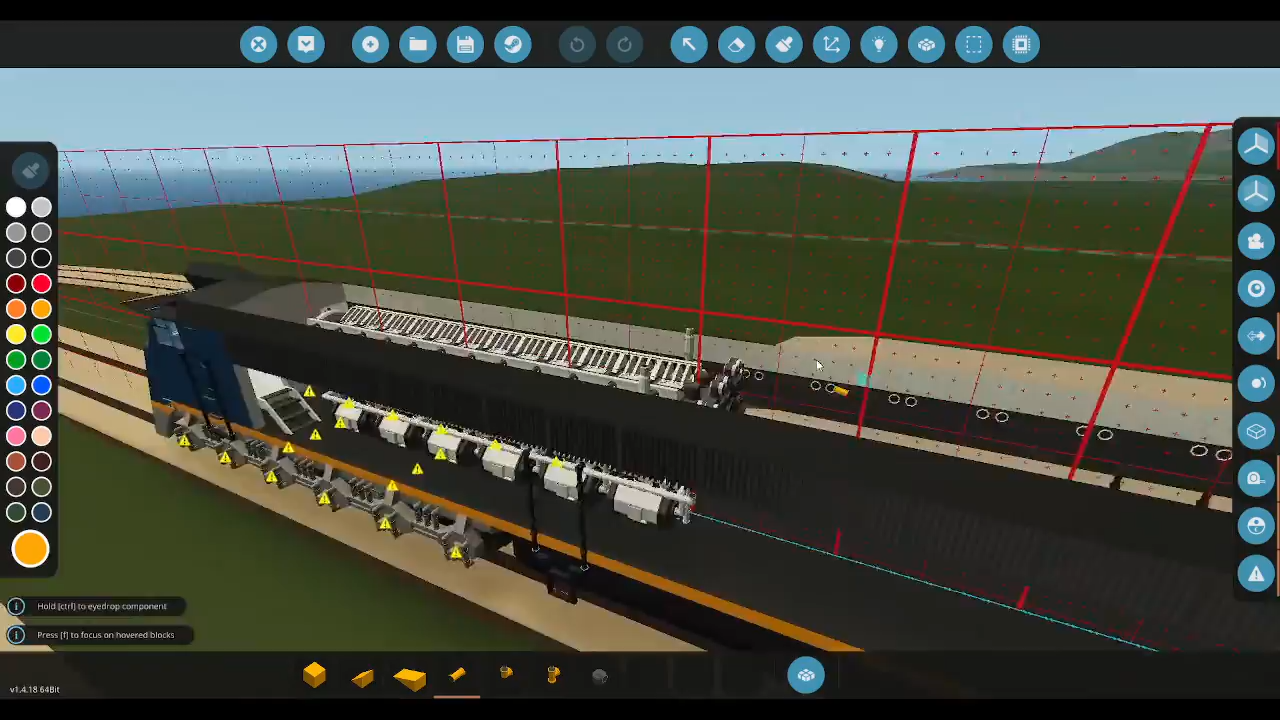 Hold [ctrl] to eyedrop component
Press [f] to focus on hovered blocks
v1.4.18 64Bit